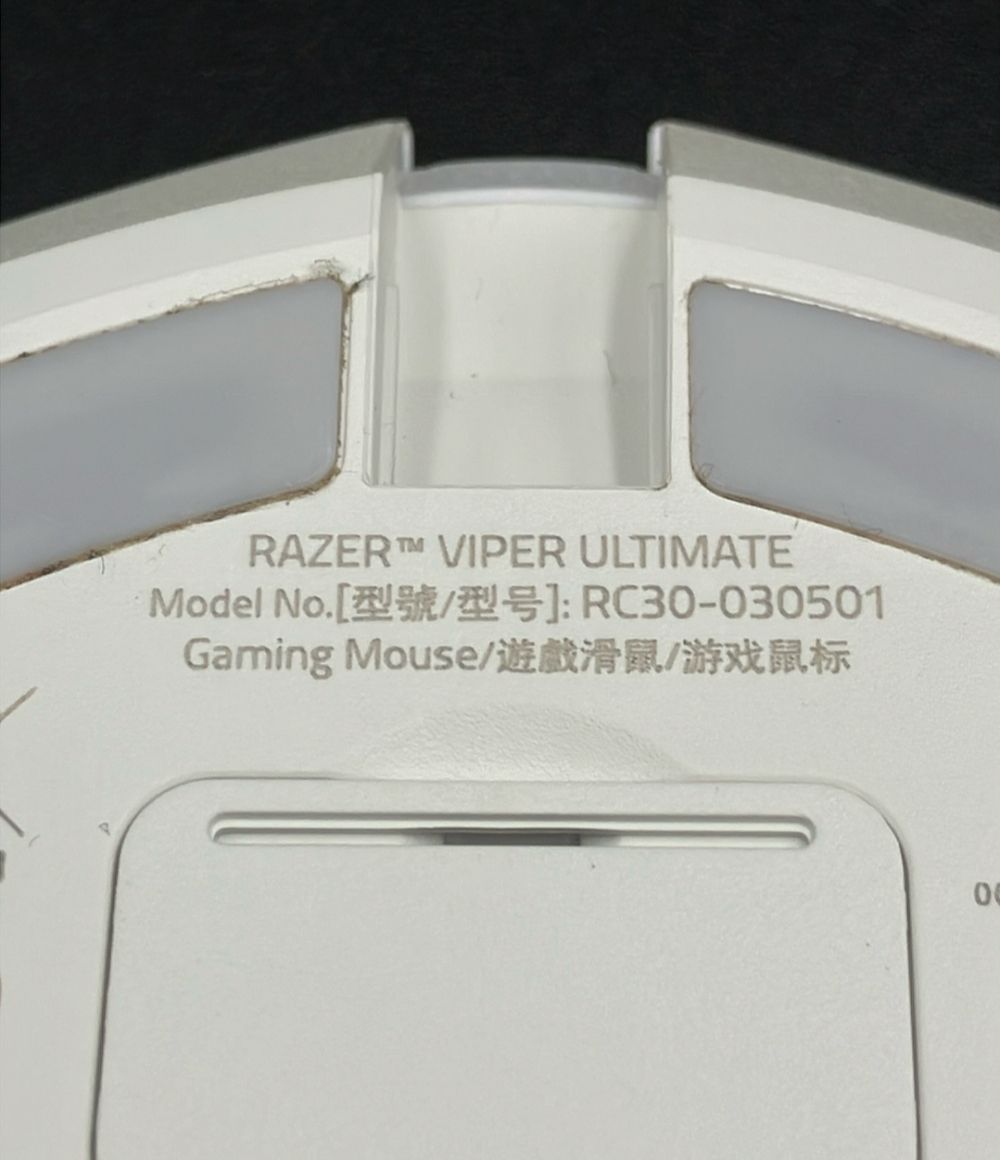 RAZER™ VIPER ULTIMATE
Model No.[型號/型号]: RC30-030501
Gaming Mouse/遊戲滑鼠/游戏鼠标